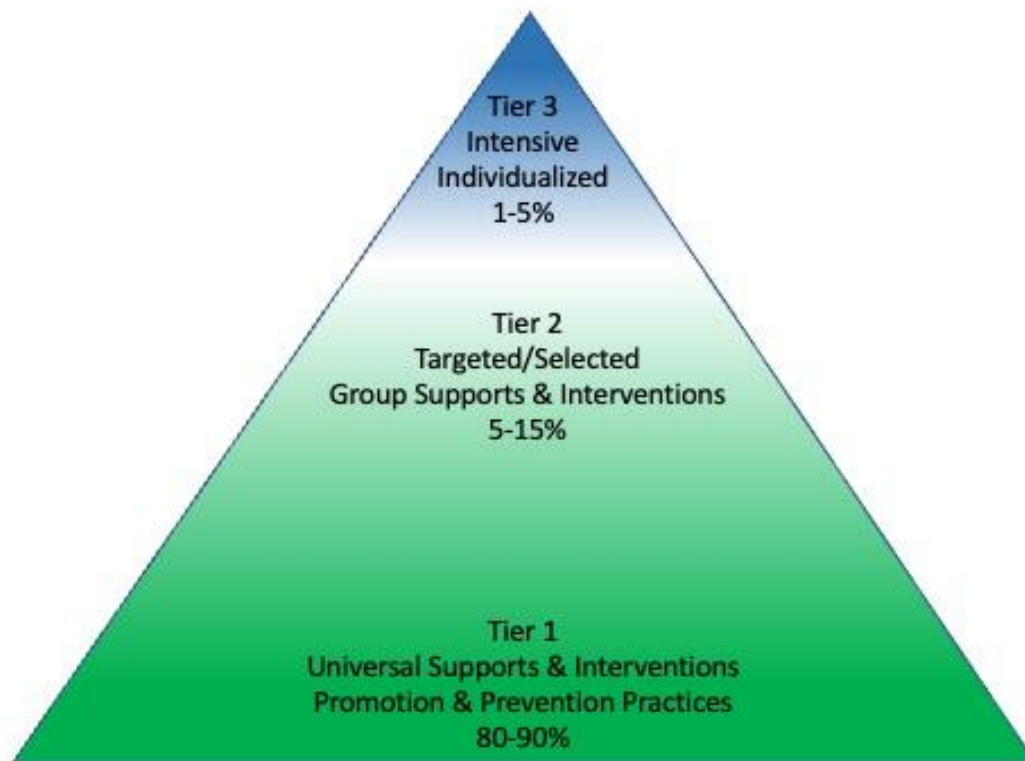 Tier 3
Intensive
Individualized
1-5%
Tier 2
Targeted/Selected
Group Supports & Interventions
5-15%
Tier 1
Universal Supports & Interventions
Promotion & Prevention Practices
80-90%